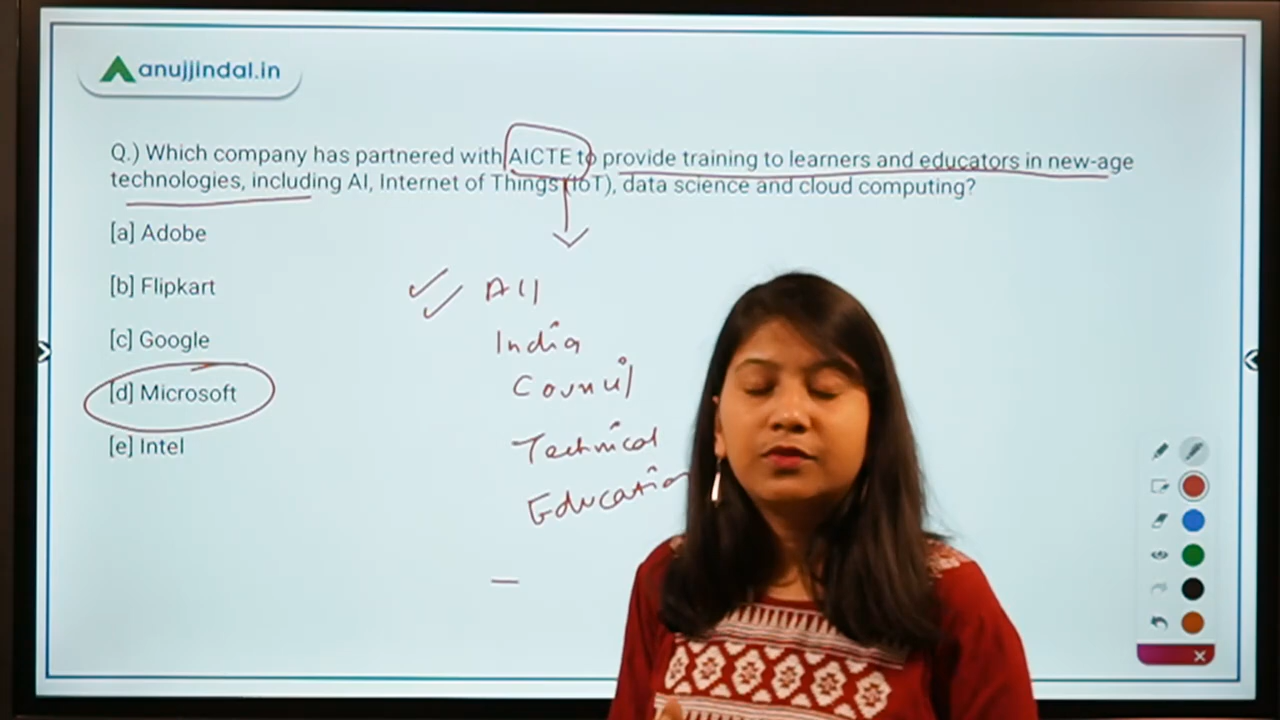 anujjindal.in
Q.) Which company has partnered with AICTE to provide training to learners and educators in new-age
technologies, including AI, Internet of Things (IoT), data science and cloud computing?
[a] Adobe
[b] Flipkart
[c] Google
[d] Microsoft
[e] Intel
All
India
Council
Technical
Education